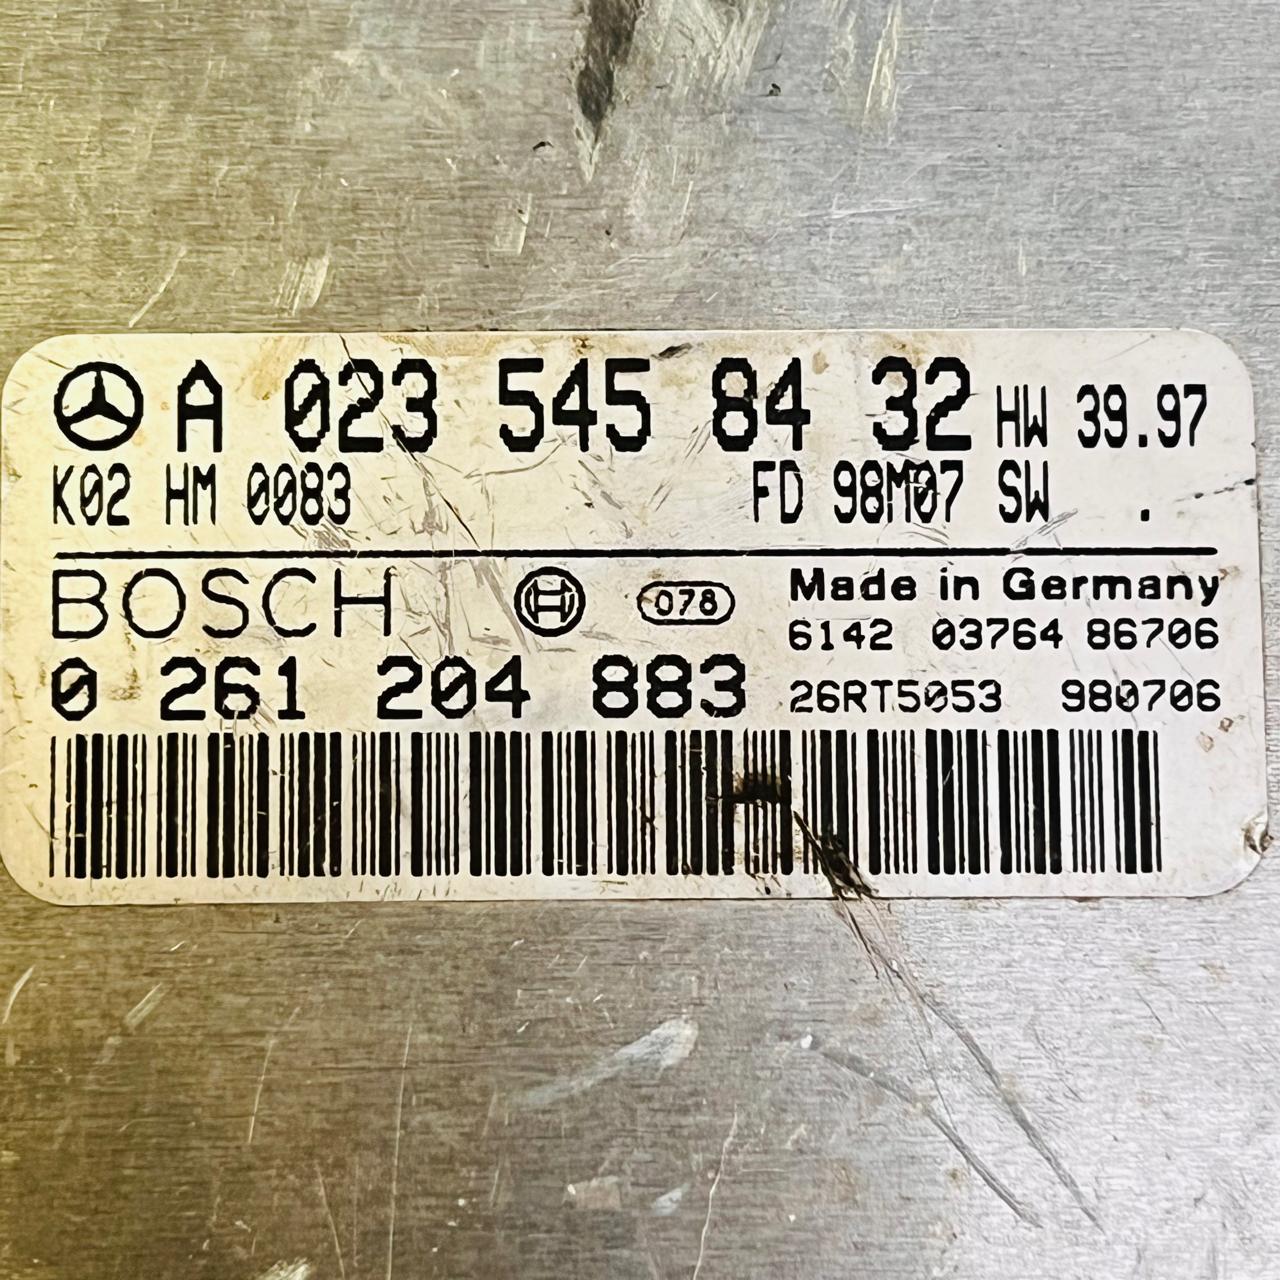 A 023 545 84 32 HW 39.97
K02 HM 0083 FD 98M07 SW .
BOSCH 078 Made in Germany
6142 03764 86706
0 261 204 883 26RT5053 980706